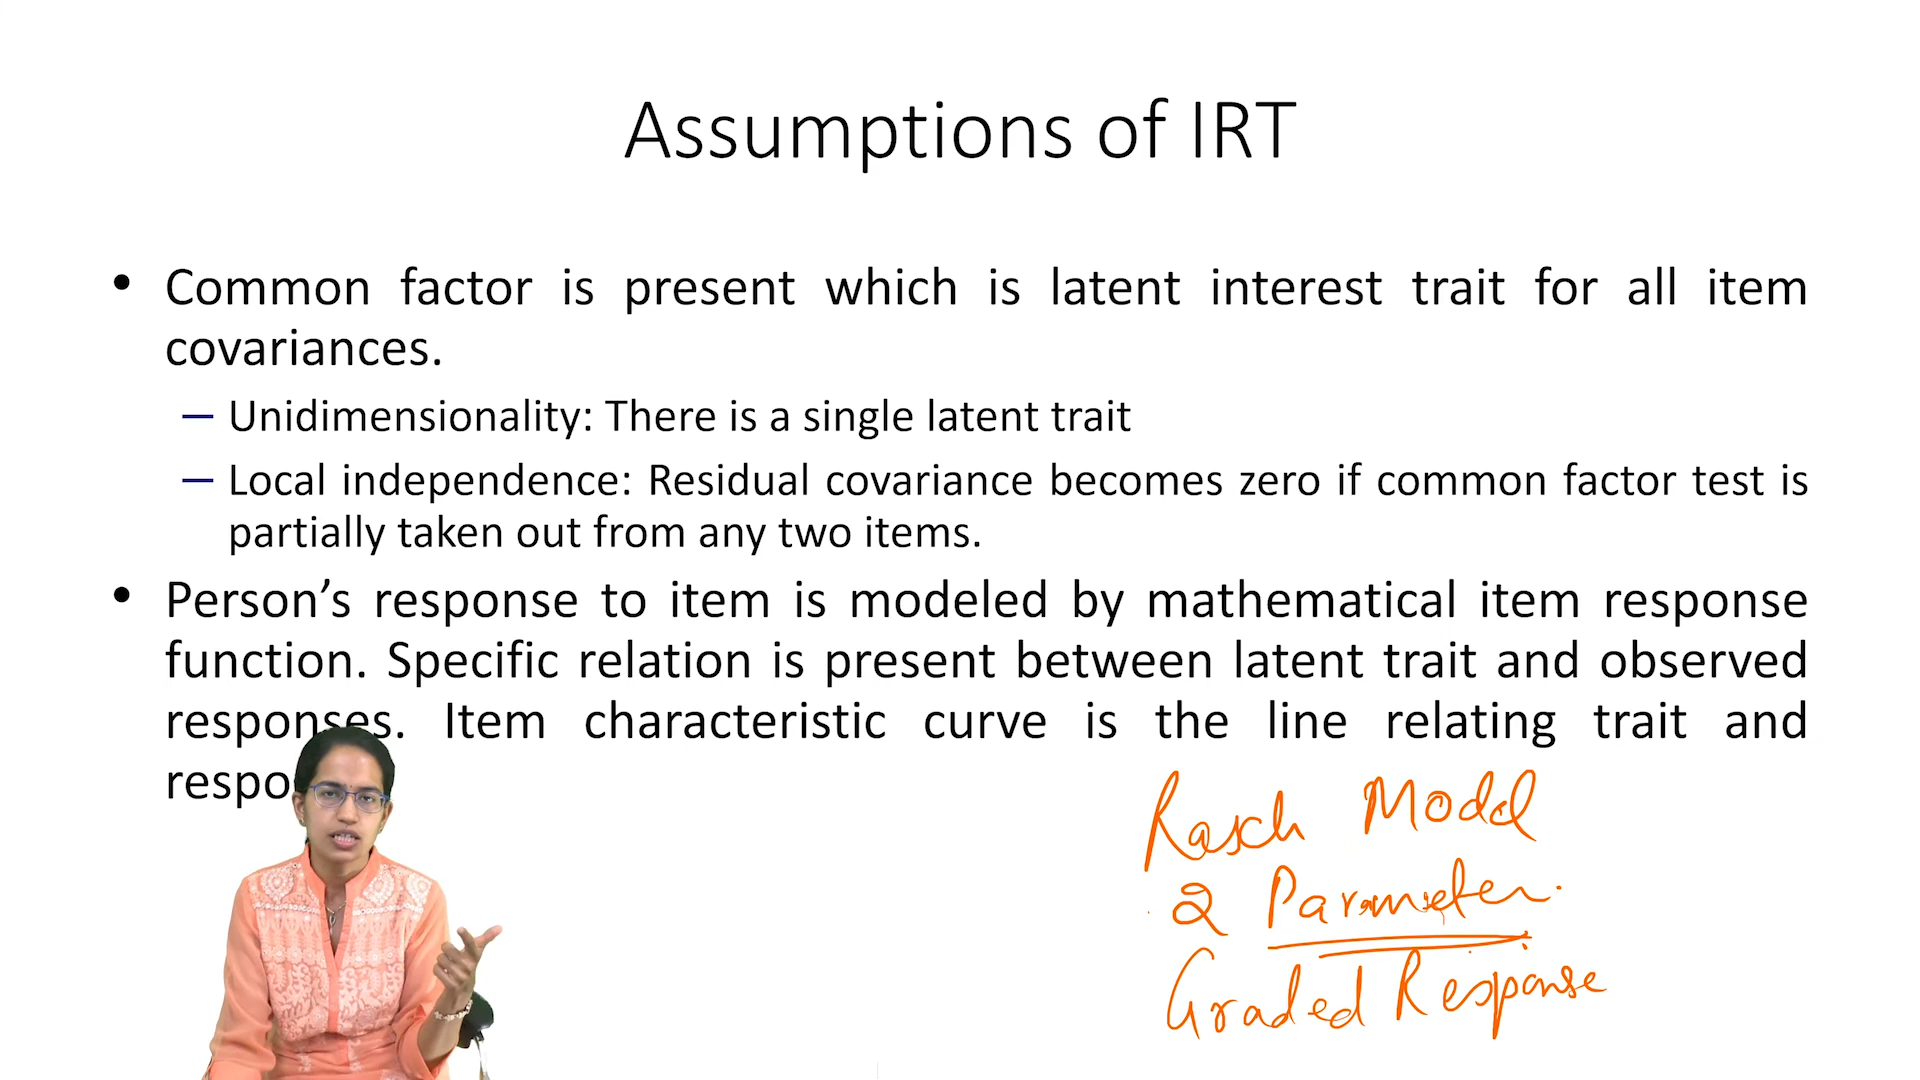 Assumptions of IRT
• Common factor is present which is latent interest trait for all item
covariances.
– Unidimensionality: There is a single latent trait
– Local independence: Residual covariance becomes zero if common factor test is
partially taken out from any two items.
• Person’s response to item is modeled by mathematical item response
function. Specific relation is present between latent trait and observed
responses. Item characteristic curve is the line relating trait and
respo
Rasch Model
2 Parameter.
Graded Response